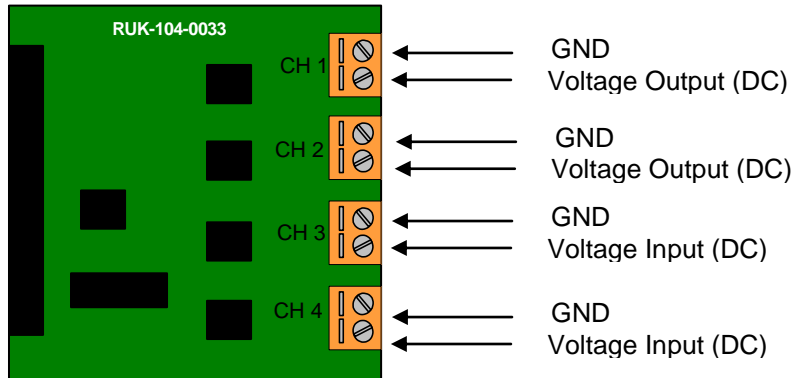 RUK-104-0033
CH 1
GND
Voltage Output (DC)
CH 2
GND
Voltage Output (DC)
CH 3
GND
Voltage Input (DC)
CH 4
GND
Voltage Input (DC)